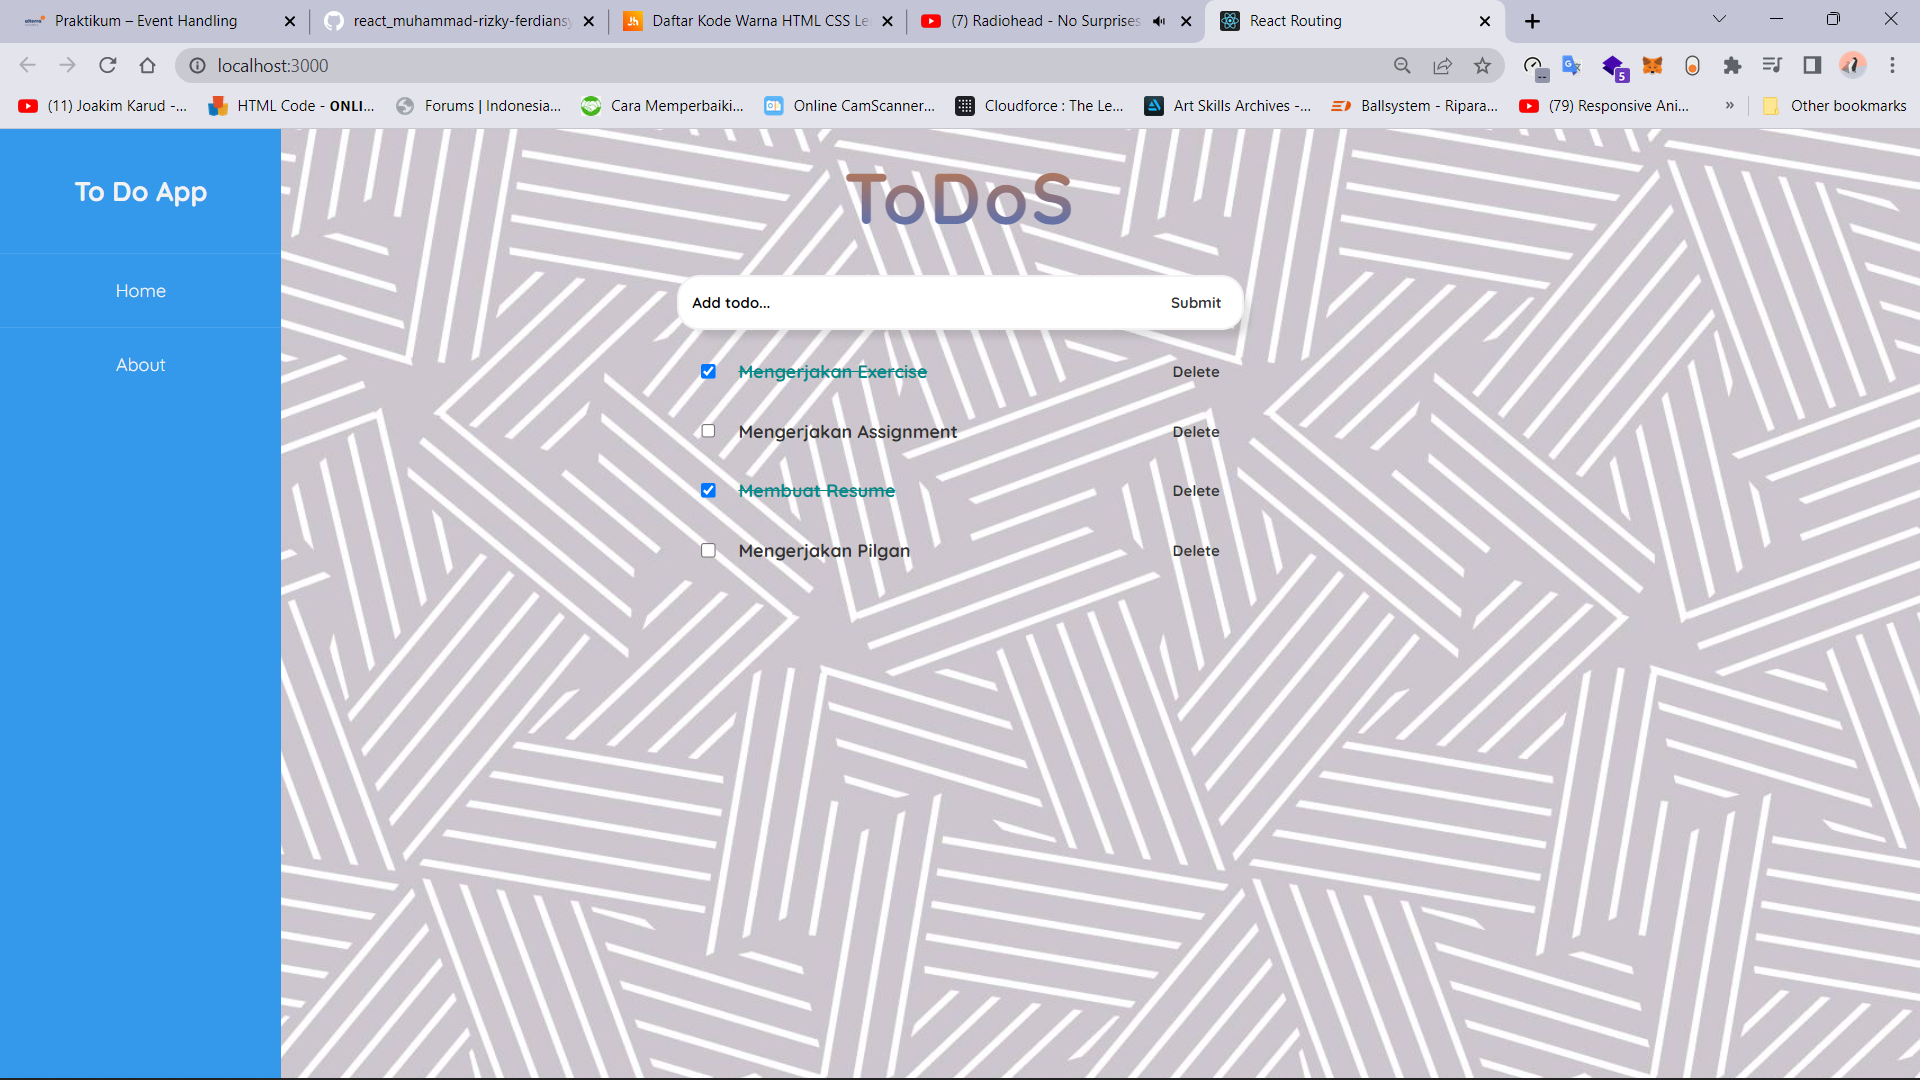 Praktikum – Event Handling
react_muhammad-rizky-ferdians
Daftar Kode Warna HTML CSS Le
(7) Radiohead - No Surprises
React Routing
localhost:3000
5
(11) Joakim Karud -...
HTML Code - ONLI...
Forums | Indonesia...
Cara Memperbaiki...
Online CamScanner...
Cloudforce : The Le...
Art Skills Archives -...
Ballsystem - Ripara...
(79) Responsive Ani...
»
Other bookmarks
To Do App
Home
About
ToDoS
Add todo...
Submit
Mengerjakan Exercise
Delete
Mengerjakan Assignment
Delete
Membuat Resume
Delete
Mengerjakan Pilgan
Delete